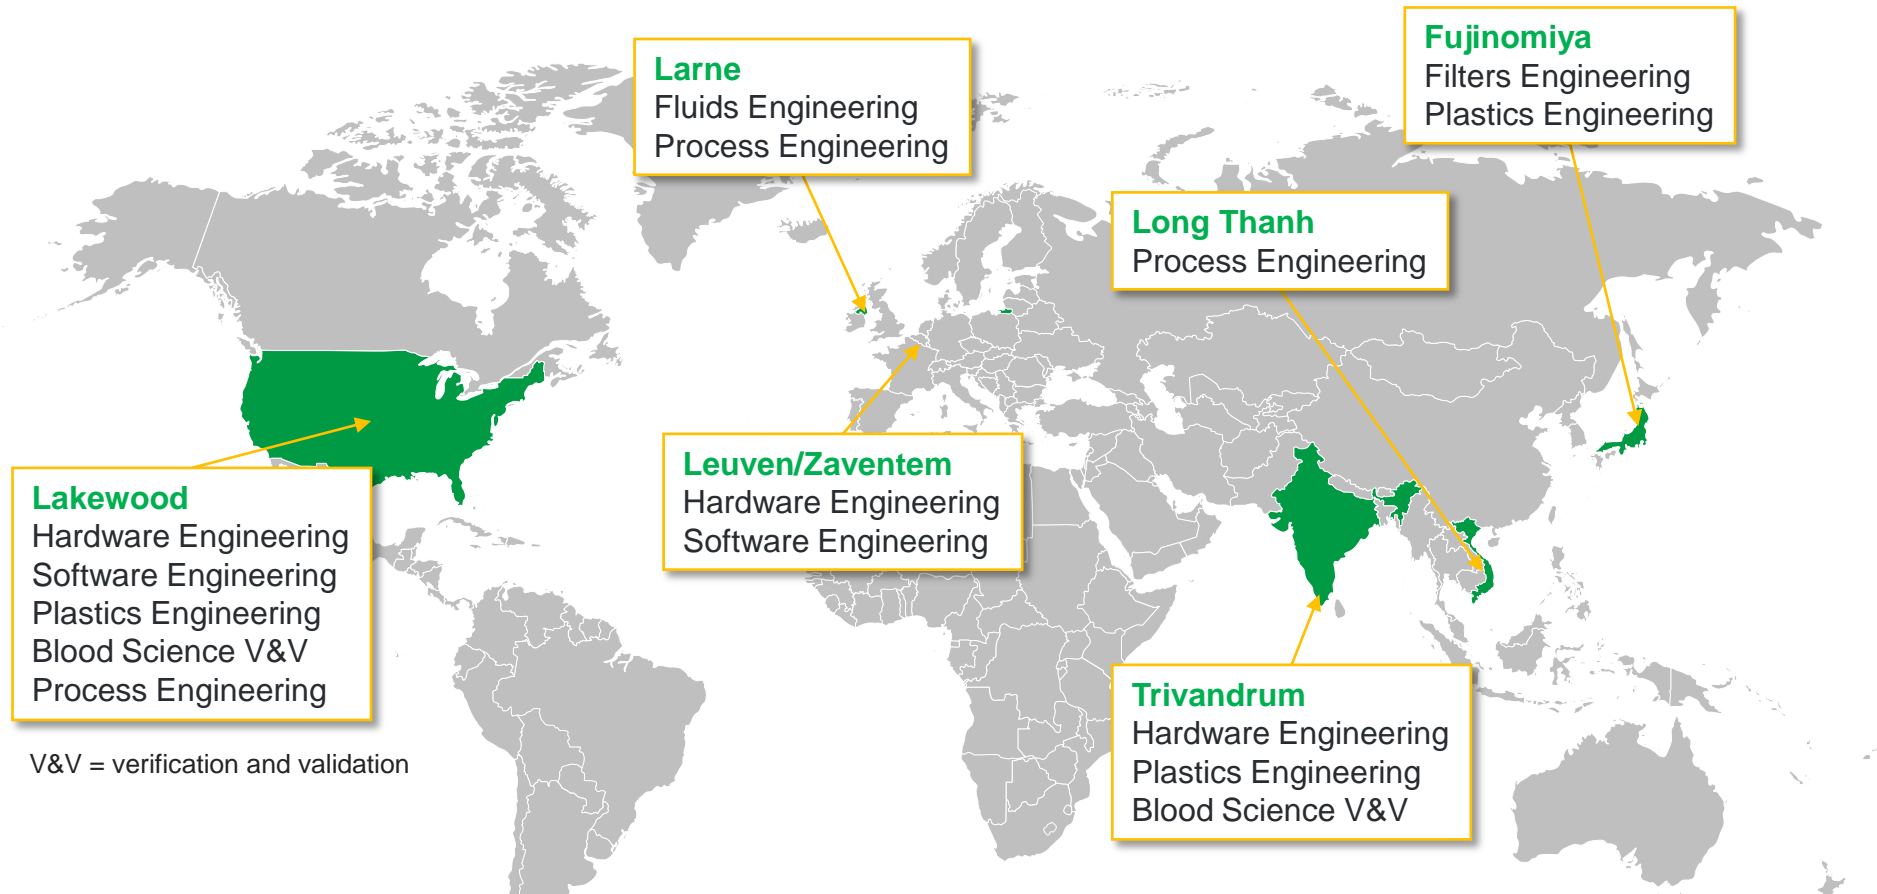 Larne
Fluids Engineering
Process Engineering
Fujinomiya
Filters Engineering
Plastics Engineering
Long Thanh
Process Engineering
Lakewood
Hardware Engineering
Software Engineering
Plastics Engineering
Blood Science V&V
Process Engineering
Leuven/Zaventem
Hardware Engineering
Software Engineering
Trivandrum
Hardware Engineering
Plastics Engineering
Blood Science V&V
V&V = verification and validation